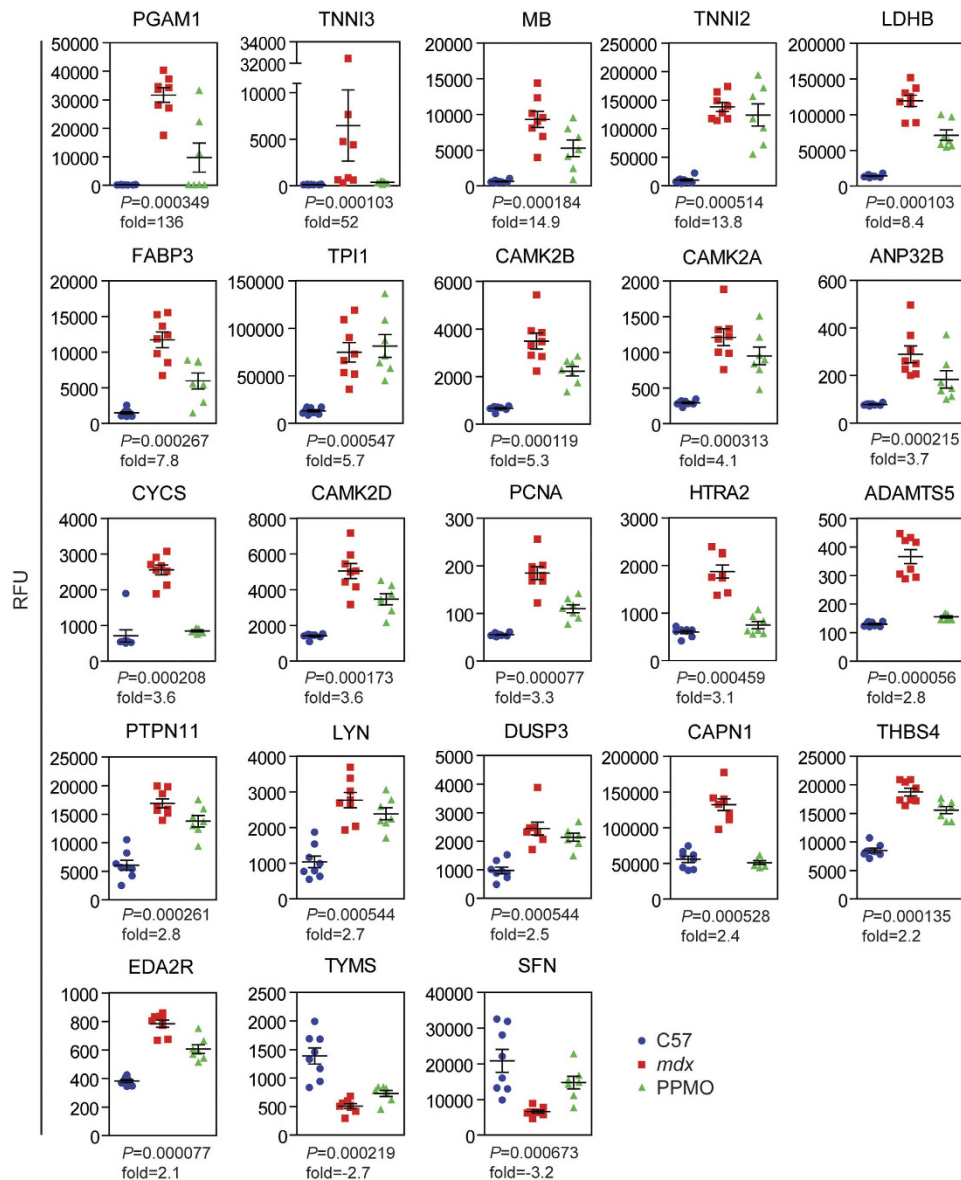 PGAM1 TNNI3 MB TNNI2 LDHB
50000 40000 30000 20000 10000 0
34000 32000 10000 5000 0
20000 15000 10000 5000 0
250000 200000 150000 100000 50000 0
200000 150000 100000 50000 0
P=0.000349 P=0.000103 P=0.000184 P=0.000514 P=0.000103
fold=136 fold=52 fold=14.9 fold=13.8 fold=8.4
FABP3 TPI1 CAMK2B CAMK2A ANP32B
20000 15000 10000 5000 0
150000 100000 50000 0
6000 4000 2000 0
2000 1500 1000 500 0
600 400 200 0
P=0.000267 P=0.000547 P=0.000119 P=0.000313 P=0.000215
fold=7.8 fold=5.7 fold=5.3 fold=4.1 fold=3.7
RFU
CYCS CAMK2D PCNA HTRA2 ADAMTS5
4000 3000 2000 1000 0
8000 6000 4000 2000 0
300 200 100 0
3000 2000 1000 0
500 400 300 200 100 0
P=0.000208 P=0.000173 P=0.000077 P=0.000459 P=0.000056
fold=3.6 fold=3.6 fold=3.3 fold=3.1 fold=2.8
PTPN11 LYN DUSP3 CAPN1 THBS4
25000 20000 15000 10000 5000 0
4000 3000 2000 1000 0
5000 4000 3000 2000 1000 0
200000 150000 100000 50000 0
25000 20000 15000 10000 5000 0
P=0.000261 P=0.000544 P=0.000544 P=0.000528 P=0.000135
fold=2.8 fold=2.7 fold=2.5 fold=2.4 fold=2.2
EDA2R TYMS SFN
1000 800 600 400 200 0
2500 2000 1500 1000 500 0
40000 30000 20000 10000 0
C57
mdx
PPMO
P=0.000077 P=0.000219 P=0.000673
fold=2.1 fold=-2.7 fold=-3.2